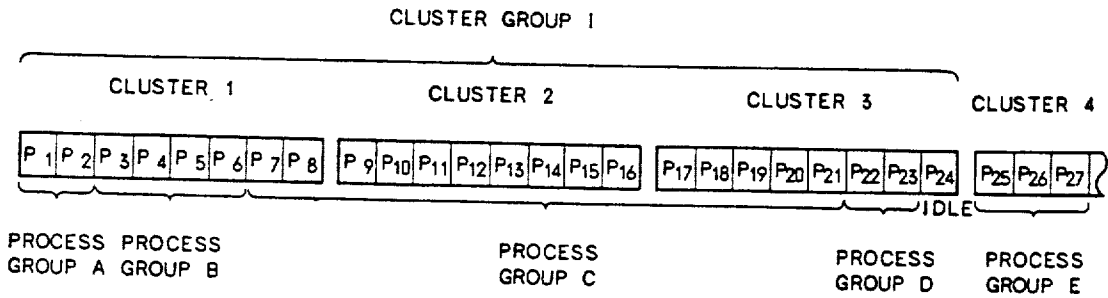 CLUSTER GROUP 1
CLUSTER 1 CLUSTER 2 CLUSTER 3 CLUSTER 4
P 1 P 2 P 3 P 4 P 5 P 6 P 7 P 8 P 9 P10 P11 P12 P13 P14 P15 P16 P17 P18 P19 P20 P21 P22 P23 P24 P25 P26 P27
IDLE
PROCESS PROCESS PROCESS PROCESS PROCESS
GROUP A GROUP B GROUP C GROUP D GROUP E